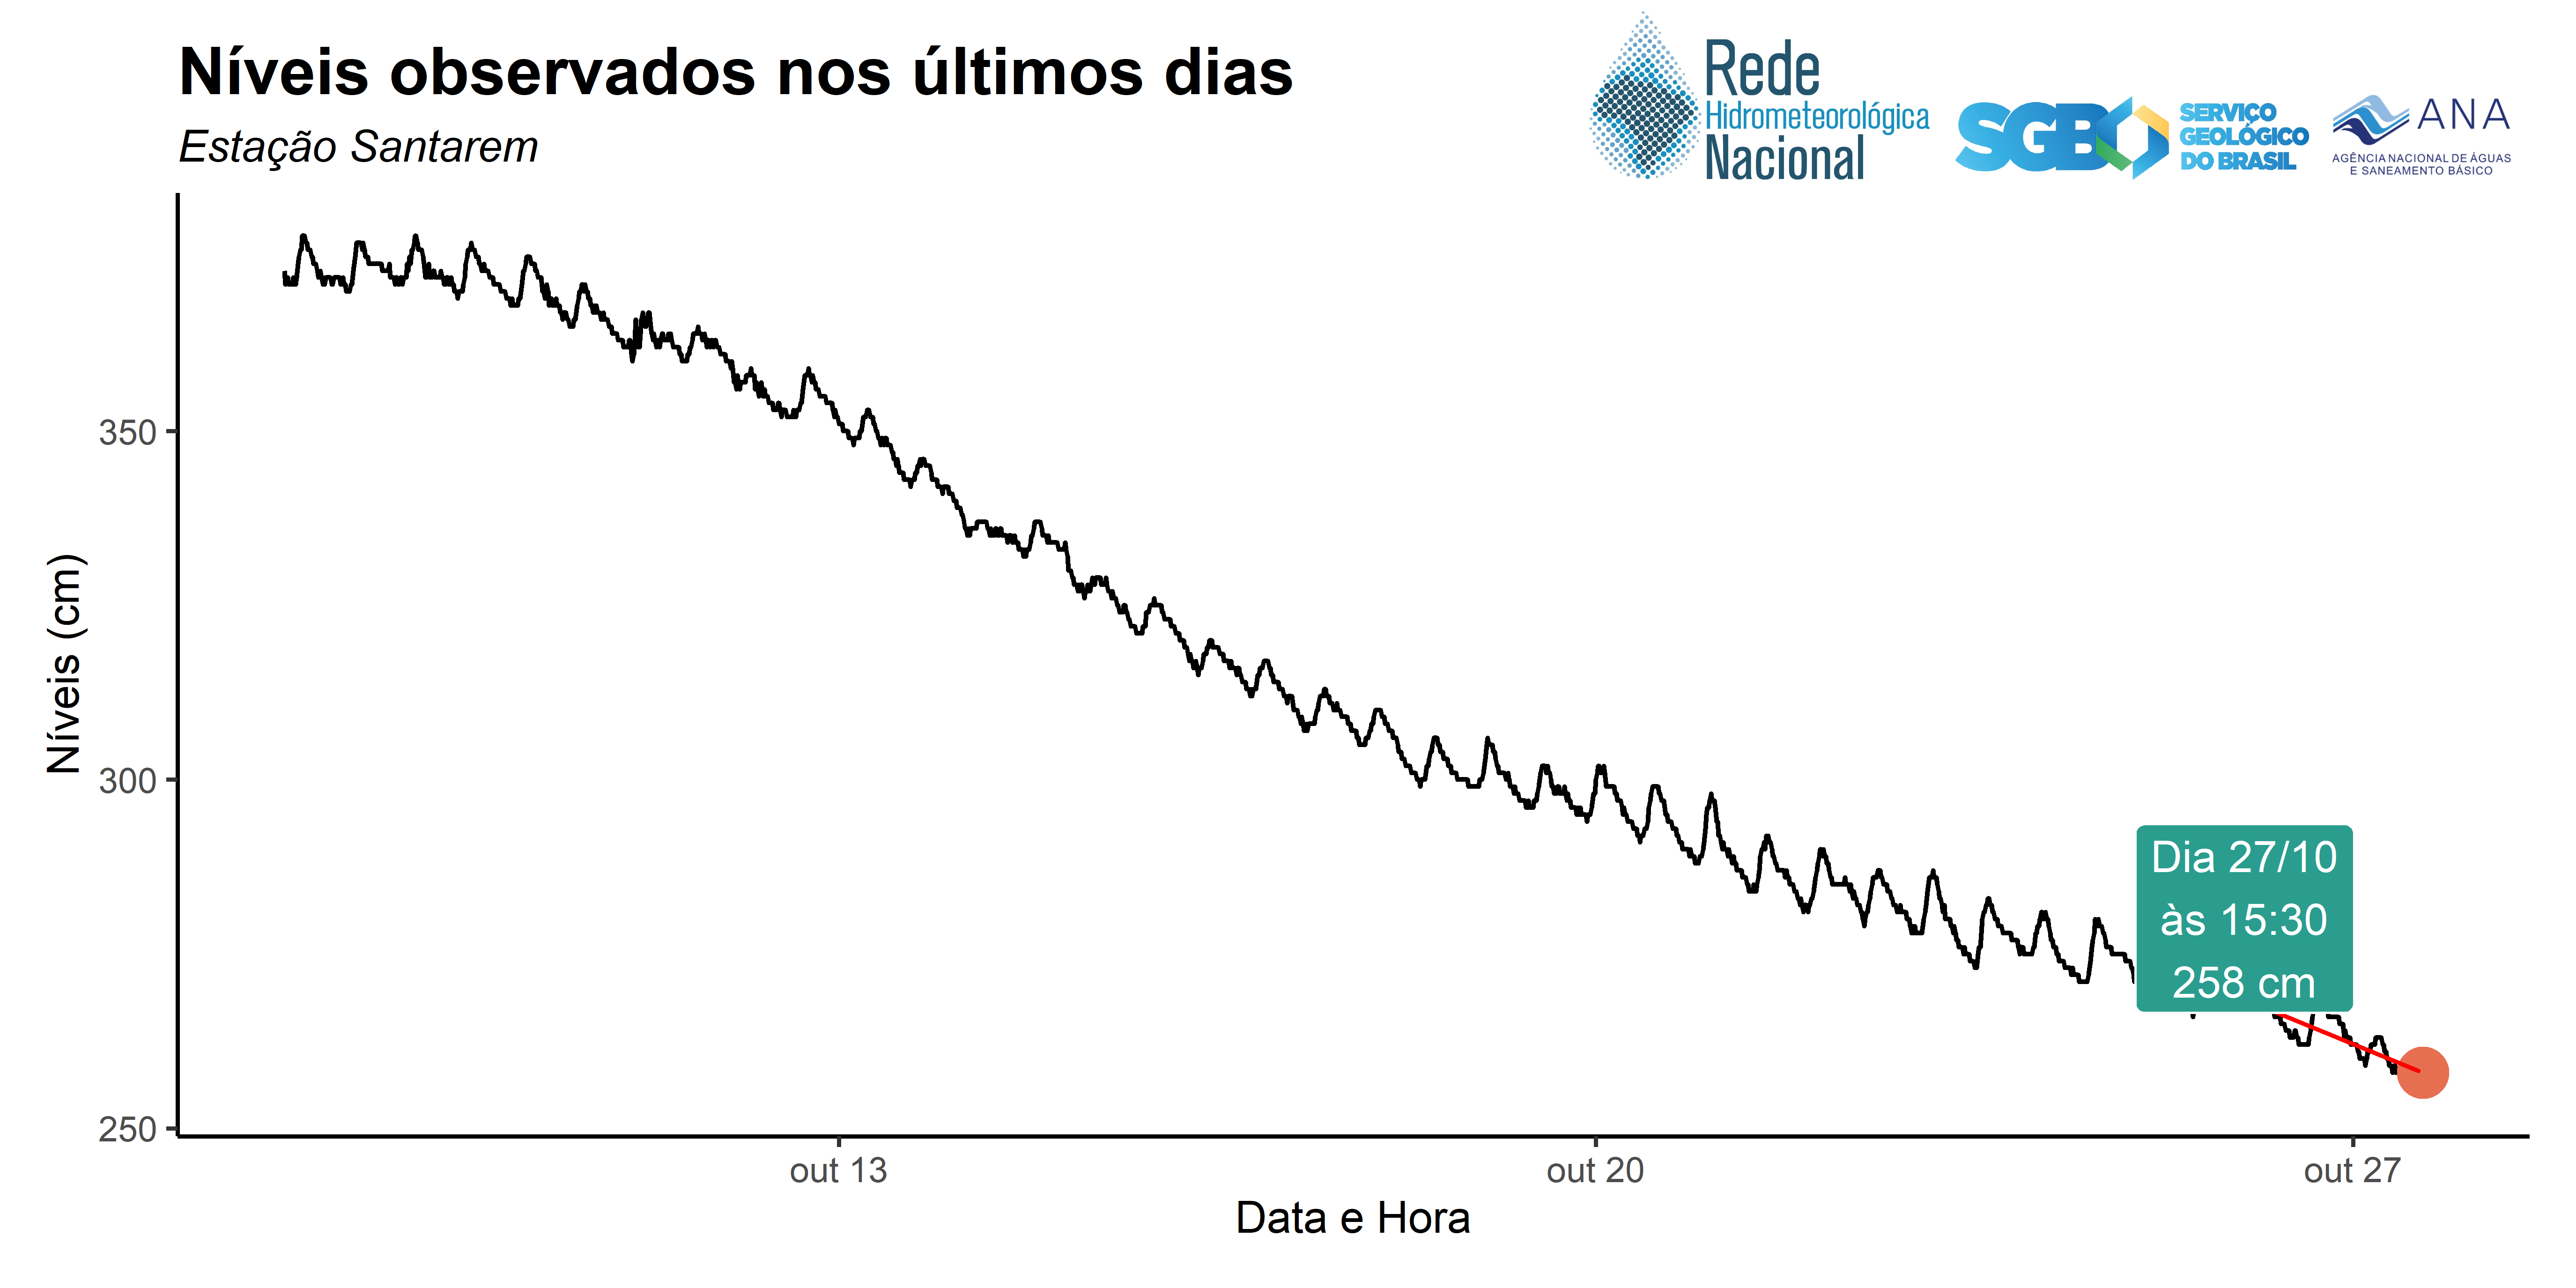 Níveis observados nos últimos dias
Estação Santarem
Rede
Hidrometeorológica
Nacional
SGB
SERVIÇO
GEOLÓGICO
DO BRASIL
ANA
AGÊNCIA NACIONAL DE ÁGUAS
E SANEAMENTO BÁSICO
Níveis (cm)
350
300
250
Dia 27/10
às 15:30
258 cm
out 13
out 20
out 27
Data e Hora